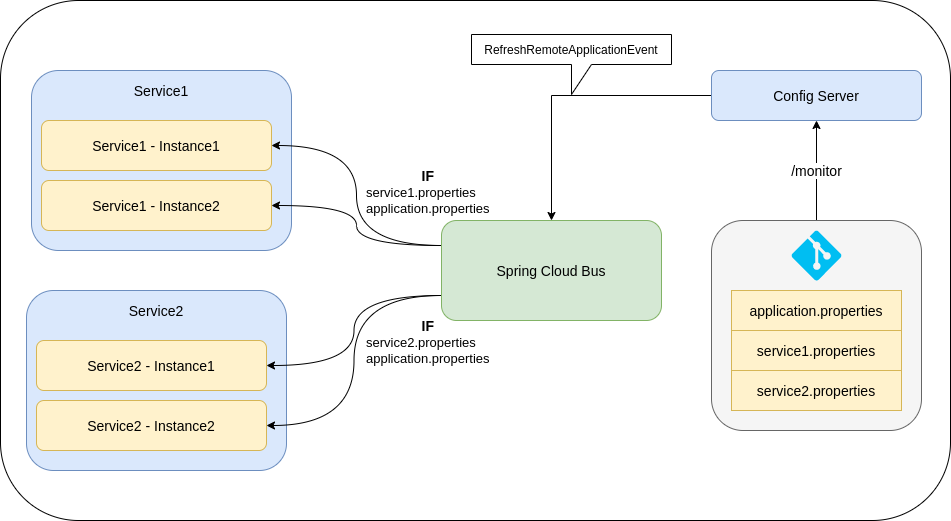 RefreshRemoteApplicationEvent
Service1
Service1 - Instance1
Service1 - Instance2
IF
service1.properties
application.properties
Config Server
/monitor
Spring Cloud Bus
application.properties
service1.properties
service2.properties
Service2
Service2 - Instance1
Service2 - Instance2
IF
service2.properties
application.properties